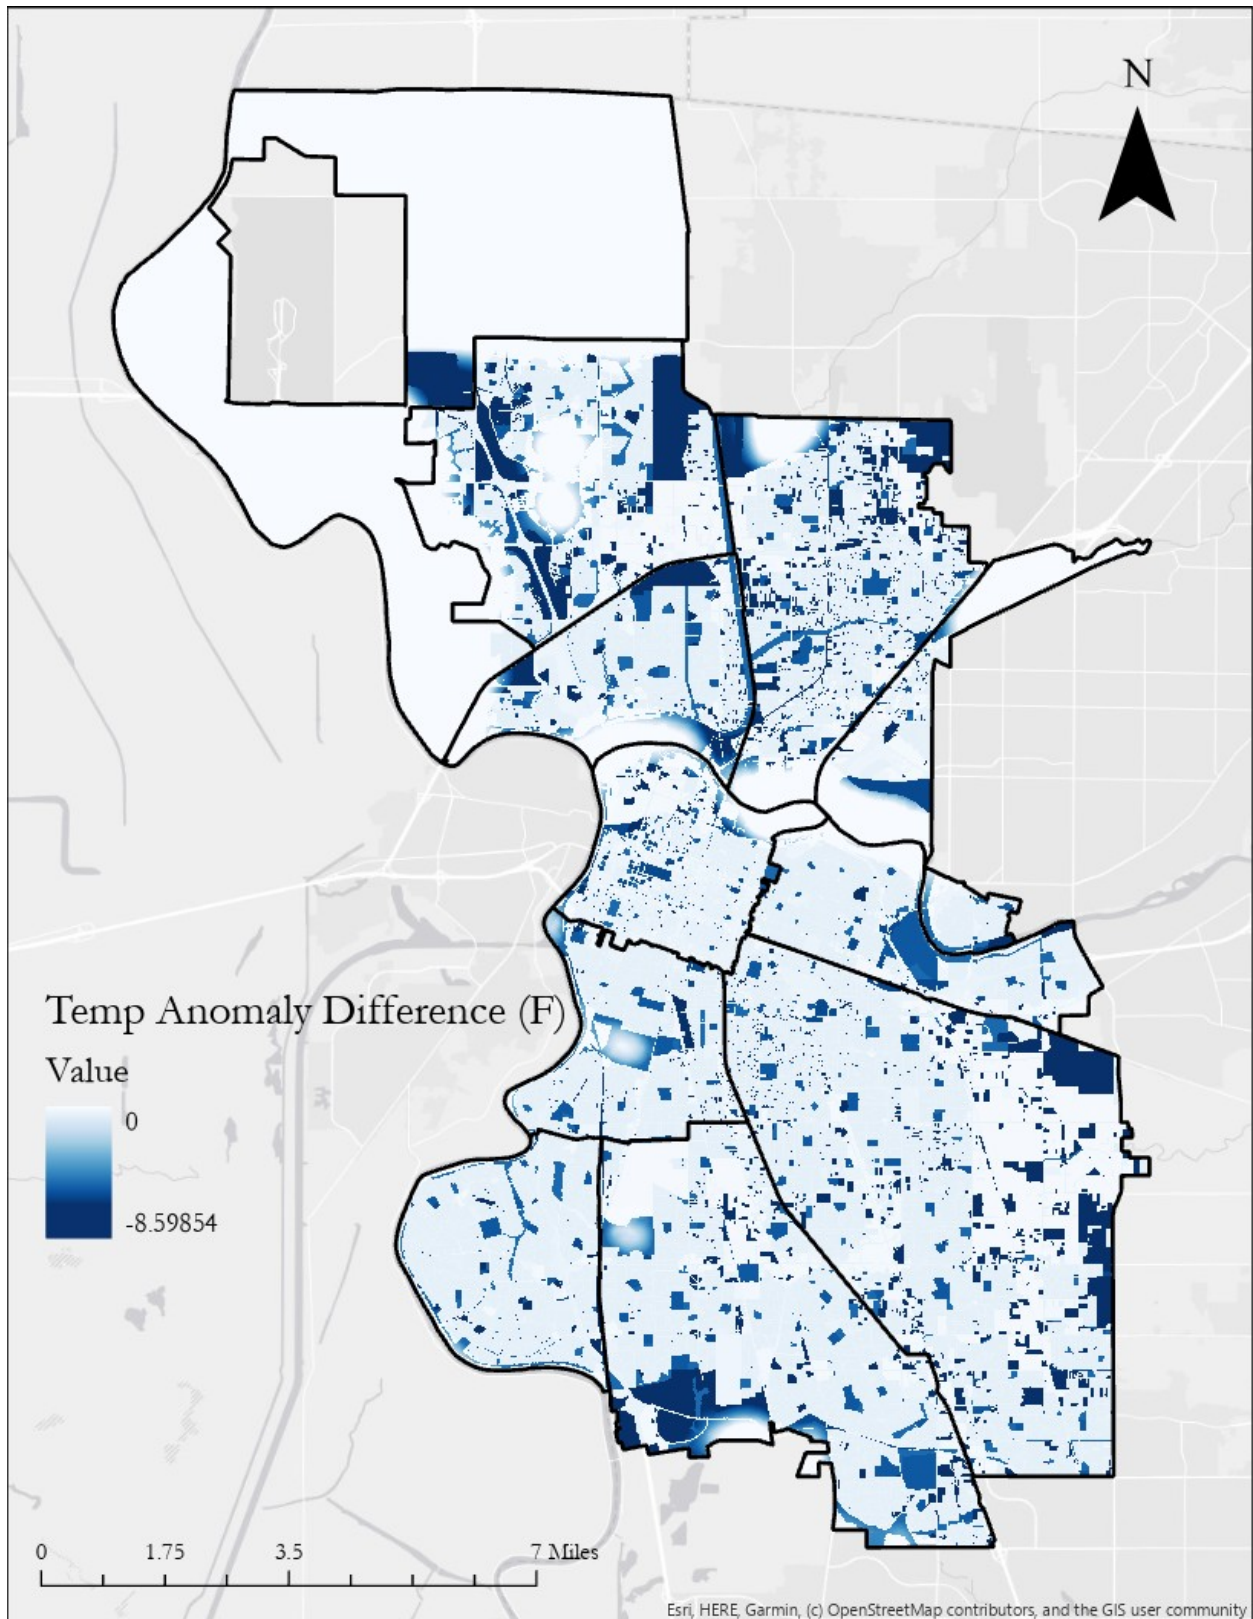 N
Temp Anomaly Difference (F)
Value
0
-8.59854
0 1.75 3.5 7 Miles
Esri, HERE, Garmin, (c) OpenStreetMap contributors, and the GIS user community